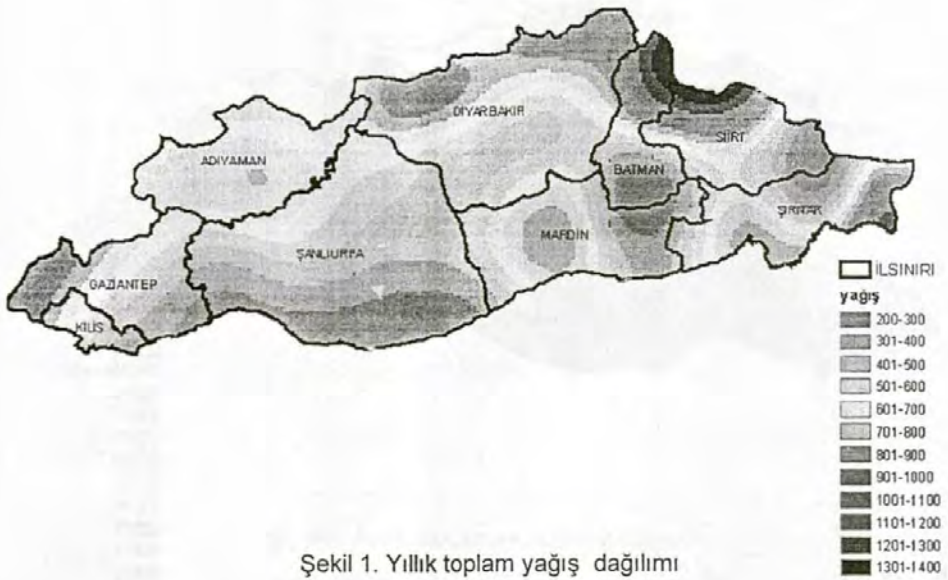 DİYARBAKIR
ADIYAMAN
SİİRT
BATMAN
ŞIRNAK
MARDİN
ŞANLIURFA
GAZİANTEP
KİLİS
İLSINIRI
yağış
200-300
301-400
401-500
501-600
601-700
701-800
801-900
901-1000
1001-1100
1101-1200
1201-1300
1301-1400
Şekil 1. Yıllık toplam yağış dağılımı